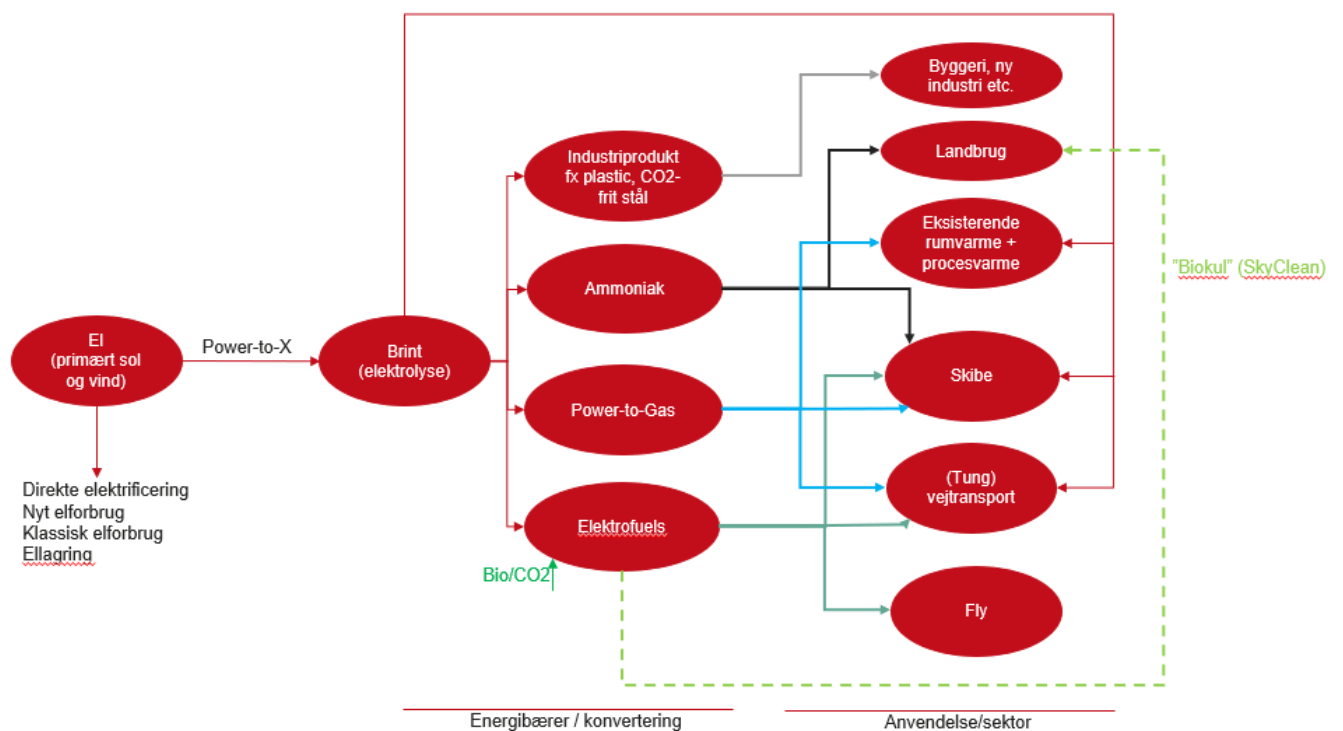 Byggeri, ny
industri etc.
Industriprodukt
fx plastic, CO2-
frit stål
Landbrug
Eksisterende
rumvarme +
procesvarme
"Biokul" (SkyClean)
Ammoniak
El
(primært sol
og vind)
Power-to-X
Brint
(elektrolyse)
Skibe
Power-to-Gas
Direkte elektrificering
Nyt elforbrug
Klassisk elforbrug
Ellagring
(Tung)
vejtransport
Elektrofuels
Bio/CO2
Fly
Energibærer / konvertering
Anvendelse/sektor